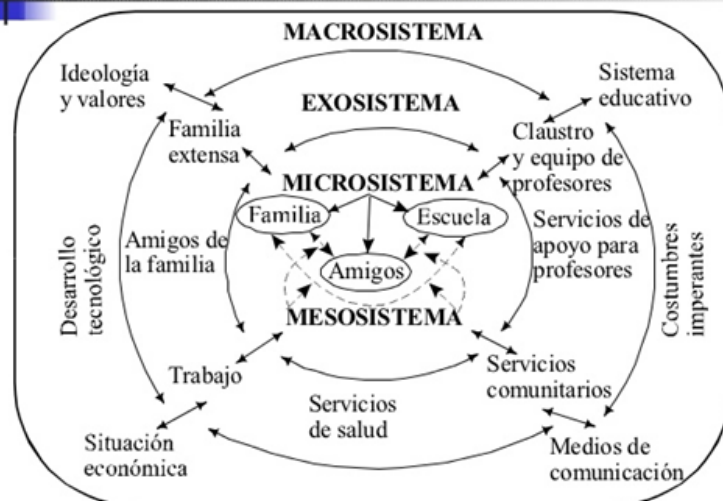 MACROSISTEMA
Ideología
y valores
Sistema
educativo
EXOSISTEMA
Familia
extensa
Claustro
y equipo de
profesores
MICROSISTEMA
Familia
Escuela
Amigos de
la familia
Servicios de
apoyo para
profesores
Desarrollo
tecnológico
Costumbres
imperantes
Amigos
MESOSISTEMA
Trabajo
Servicios
comunitarios
Servicios
de salud
Situación
económica
Medios de
comunicación